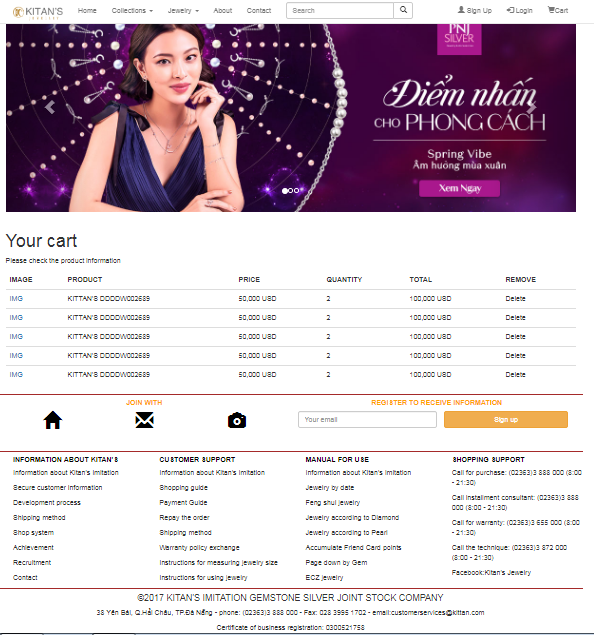 KITAN'S
JEWELRY
Home Collections Jewelry About Contact Search Sign Up Login Cart
PNJ
SILVER
Điểm nhấn
CHO PHONG CÁCH
Spring Vibe
Âm hưởng mùa xuân
Xem Ngay
Your cart
Please check the product information
IMAGE PRODUCT PRICE QUANTITY TOTAL REMOVE
IMG KITTAN'S DDDDW002689 50,000 USD 2 100,000 USD Delete
IMG KITTAN'S DDDDW002689 50,000 USD 2 100,000 USD Delete
IMG KITTAN'S DDDDW002689 50,000 USD 2 100,000 USD Delete
IMG KITTAN'S DDDDW002689 50,000 USD 2 100,000 USD Delete
IMG KITTAN'S DDDDW002689 50,000 USD 2 100,000 USD Delete
JOIN WITH
REGISTER TO RECEIVE INFORMATION
Your email Sign up
INFORMATION ABOUT KITAN'S
Information about Kitan's Imitation
Secure customer information
Development process
Shipping method
Shop system
Achievement
Recruitment
Contact
CUSTOMER SUPPORT
Information about Kitan's Imitation
Shopping guide
Payment Guide
Repay the order
Shipping method
Warranty policy exchange
Instructions for measuring jewelry size
Instructions for using jewelry
MANUAL FOR USE
Information about Kitan's Imitation
Jewelry by date
Feng shui jewelry
Jewelry according to Diamond
Jewelry according to Pearl
Accumulate Friend Card points
Page down by Gem
ECZ jewelry
SHOPPING SUPPORT
Call for purchase: (02363)3 888 000 (8:00
- 21:30)
Call installment consultant: (02363)3 888
000 (8:00 - 21:30)
Call for warranty: (02363)3 655 000 (8:00
- 21:30)
Call the technique: (02363)3 872 000
(8:00 - 21:30)
Facebook:Kitan's Jewelry
©2017 KITAN'S IMITATION GEMSTONE SILVER JOINT STOCK COMPANY
38 Yên Bái, Q.Hải Châu, TP.Đà Nẵng - phone: (02363)3 888 000 - Fax: 028 3995 1702 - email:customerservices@kittan.com
Certificate of business registration: 0300521758